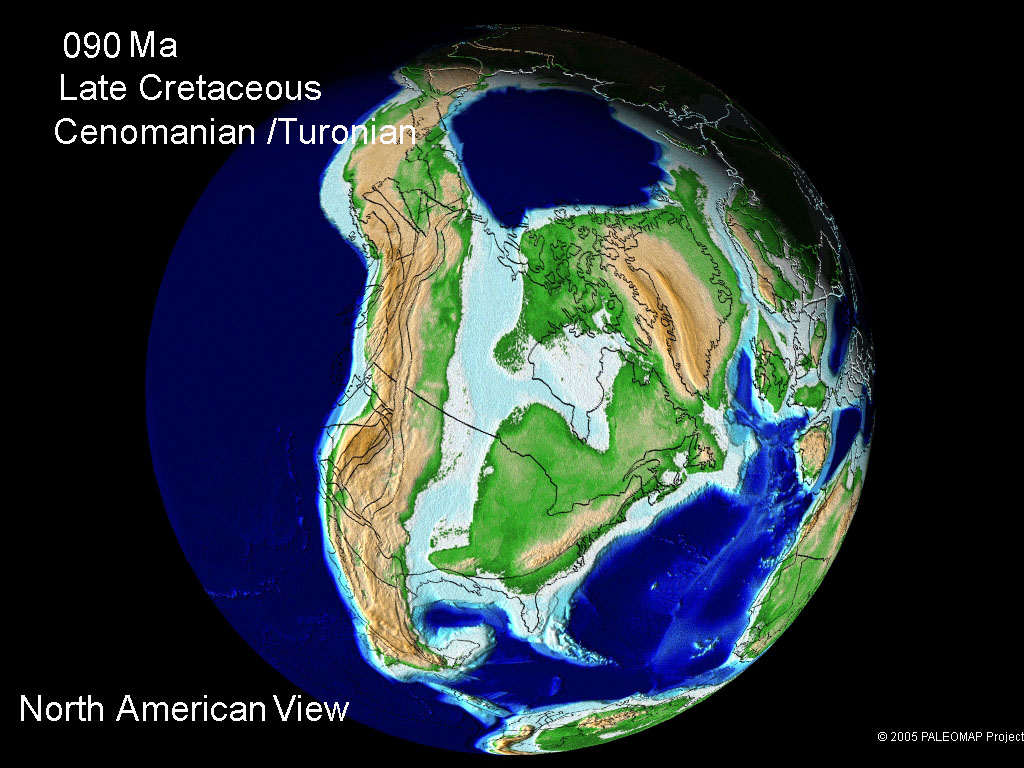 090 Ma
Late Cretaceous
Cenomanian /Turonian
North American View
© 2005 PALEOMAP Project